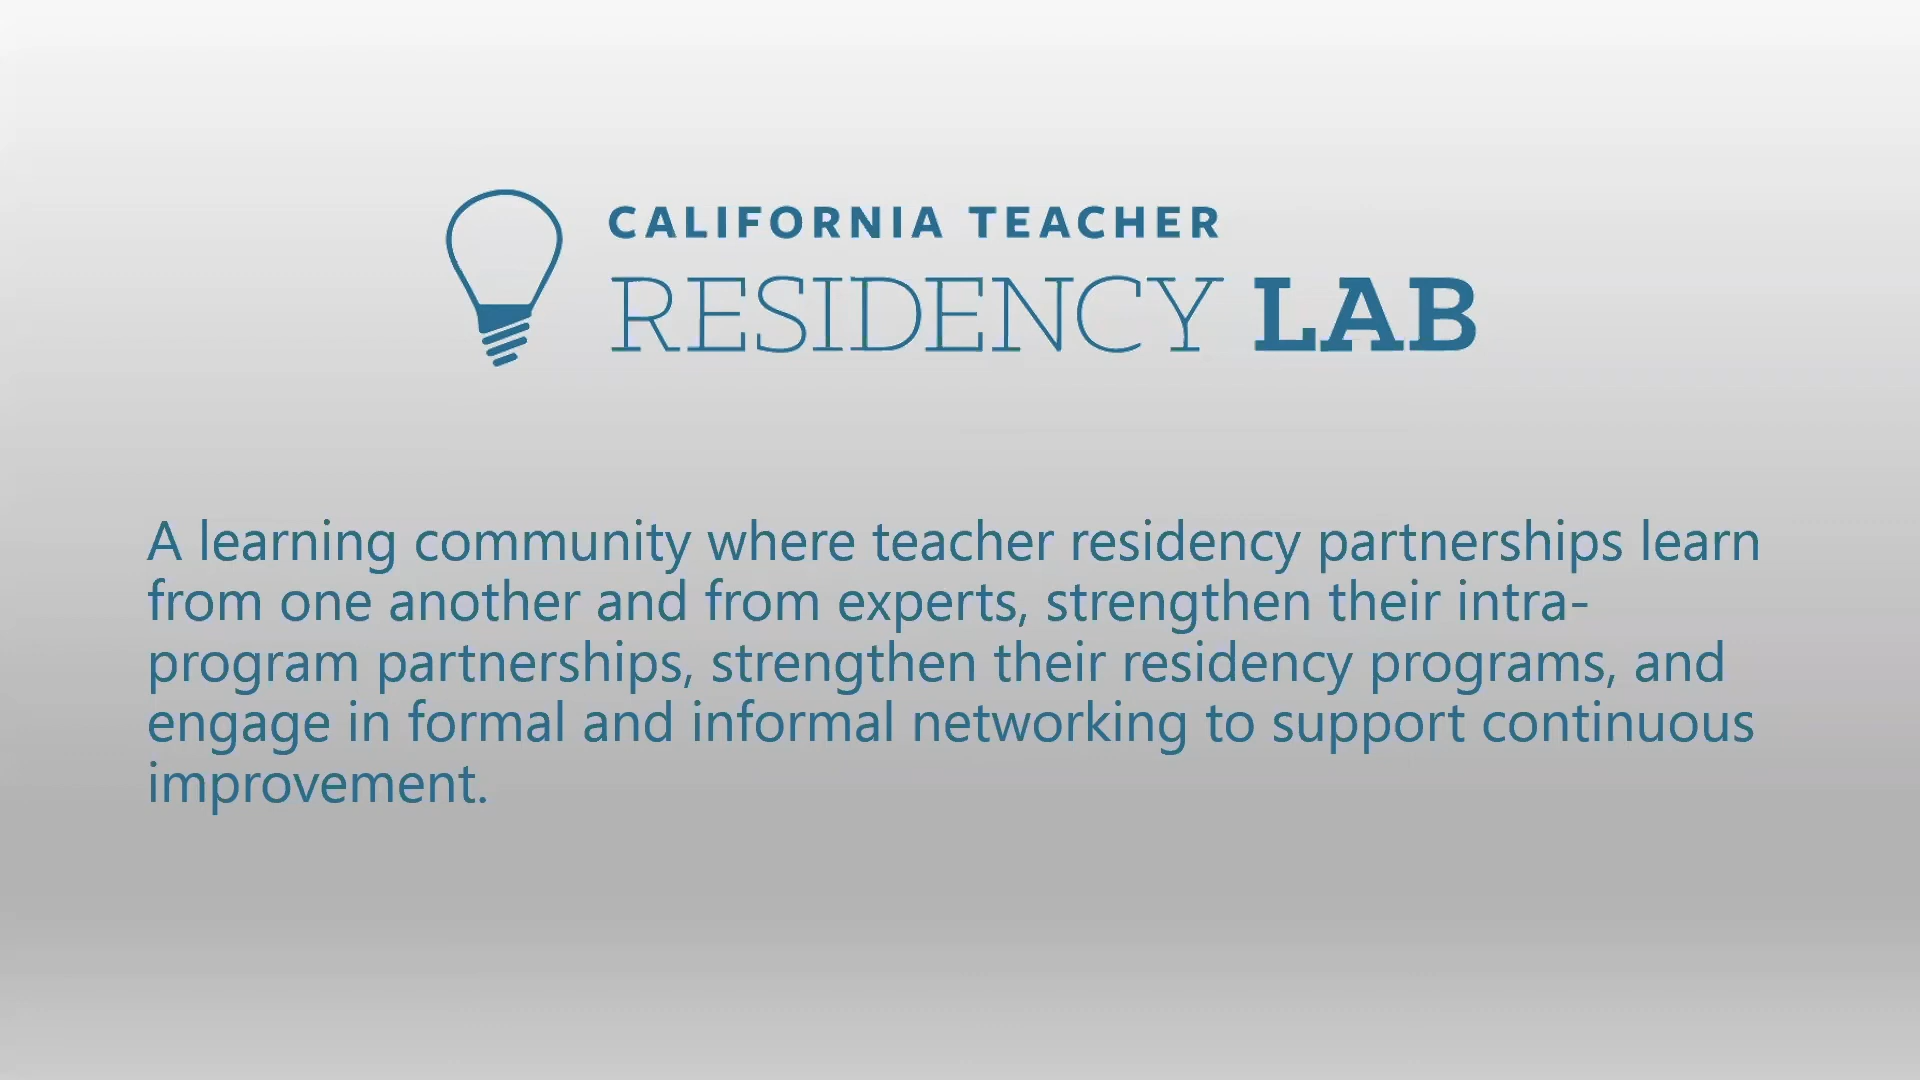 CALIFORNIA TEACHER
RESIDENCY LAB
A learning community where teacher residency partnerships learn
from one another and from experts, strengthen their intra-
program partnerships, strengthen their residency programs, and
engage in formal and informal networking to support continuous
improvement.